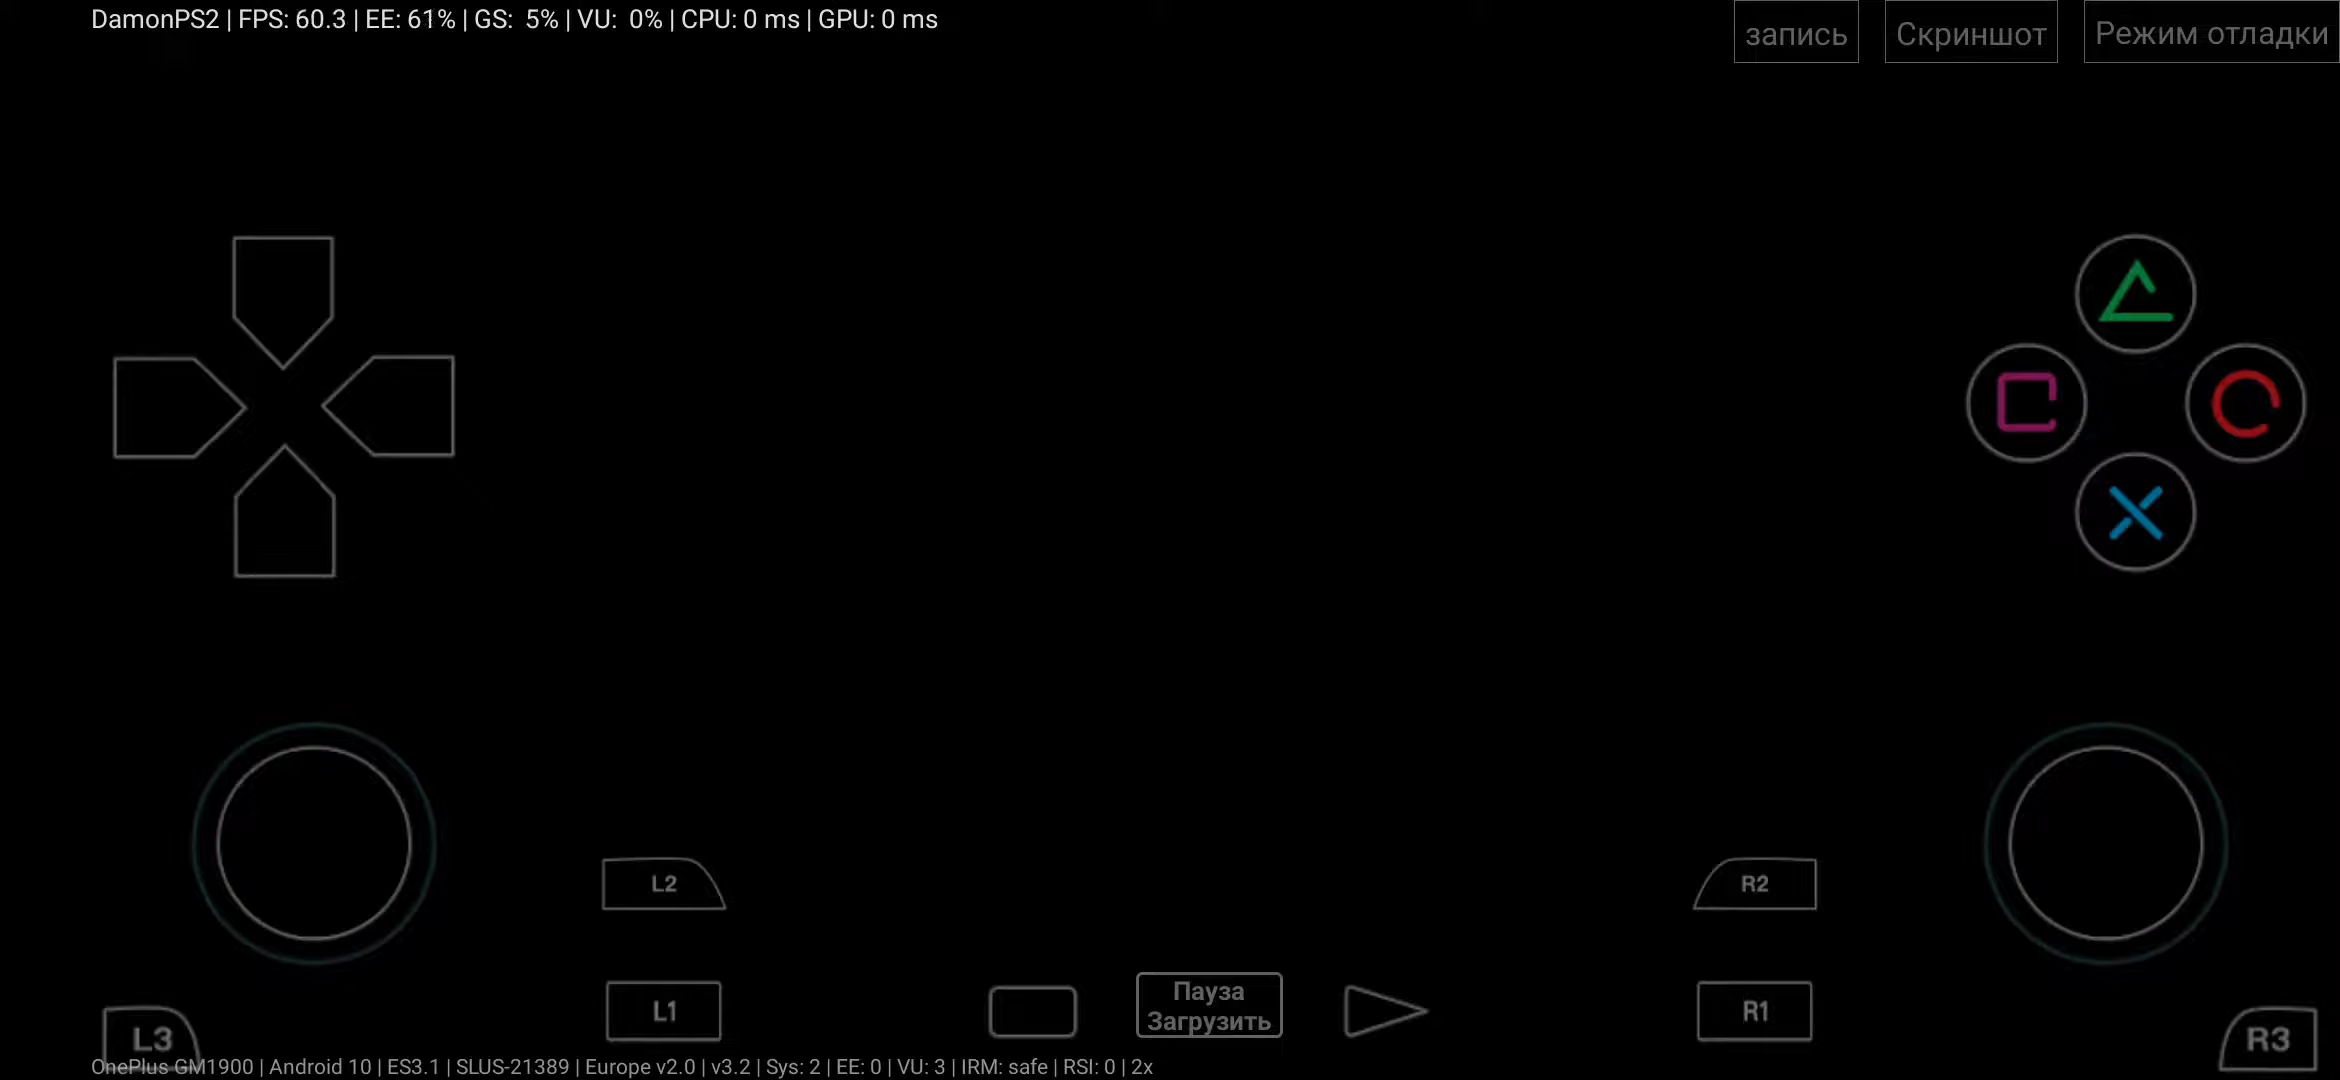 DamonPS2 | FPS: 60.3 | EE: 61% | GS: 5% | VU: 0% | CPU: 0 ms | GPU: 0 ms
запись
Скриншот
Режим отладки
L2
R2
L1
Пауза
Загрузить
R1
L3
R3
OnePlus GM1900 | Android 10 | ES3.1 | SLUS-21389 | Europe v2.0 | v3.2 | Sys: 2 | EE: 0 | VU: 3 | IRM: safe | RSI: 0 | 2x